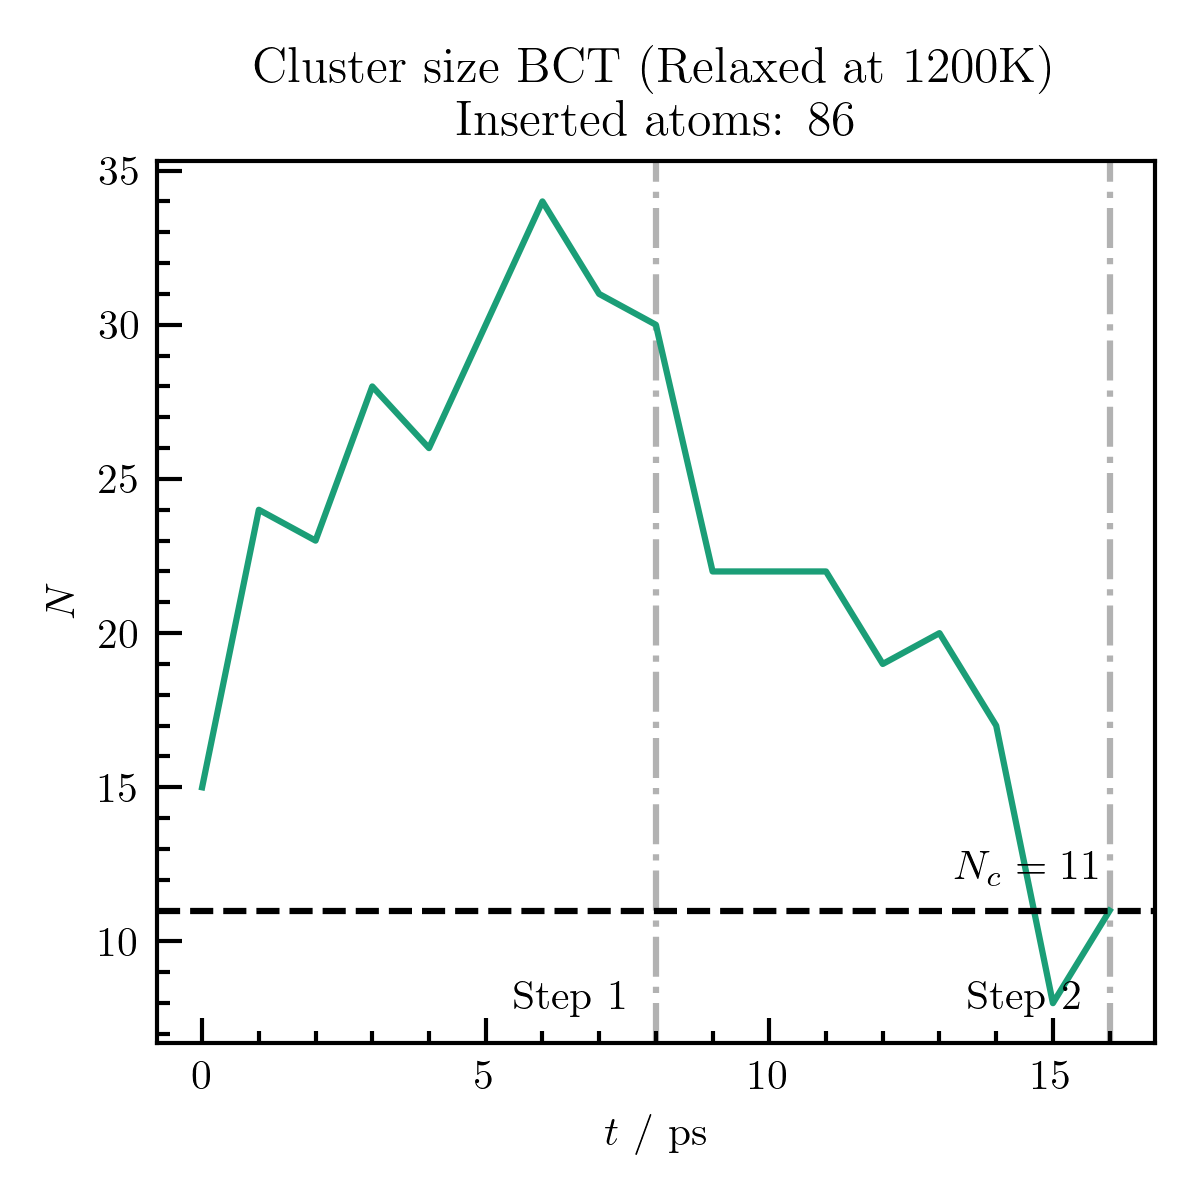 Cluster size BCT (Relaxed at 1200K)
Inserted atoms: 86
35
30
25
20
15
10
N
N_c = 11
Step 1
Step 2
0
5
10
15
t / ps